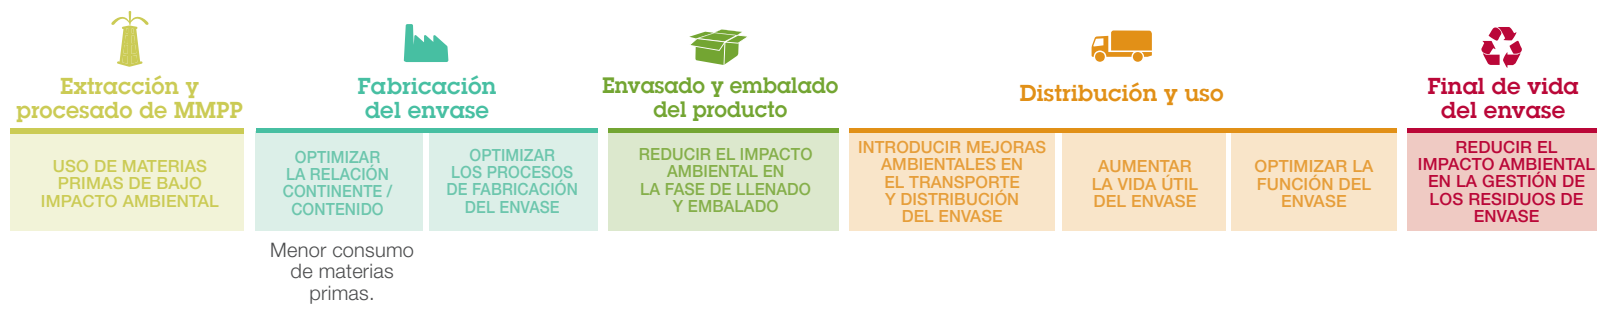 Extracción y
procesado de MMPP
USO DE MATERIAS
PRIMAS DE BAJO
IMPACTO AMBIENTAL
Fabricación
del envase
OPTIMIZAR
LA RELACIÓN
CONTINENTE /
CONTENIDO
Menor consumo
de materias
primas.
OPTIMIZAR
LOS PROCESOS
DE FABRICACIÓN
DEL ENVASE
Envasado y embalado
del producto
REDUCIR EL IMPACTO
AMBIENTAL EN
LA FASE DE LLENADO
Y EMBALADO
Distribución y uso
INTRODUCIR MEJORAS
AMBIENTALES EN
EL TRANSPORTE
Y DISTRIBUCIÓN
DEL ENVASE
AUMENTAR
LA VIDA ÚTIL
DEL ENVASE
OPTIMIZAR LA
FUNCIÓN DEL
ENVASE
Final de vida
del envase
REDUCIR EL
IMPACTO AMBIENTAL
EN LA GESTIÓN DE
LOS RESIDUOS DE
ENVASE